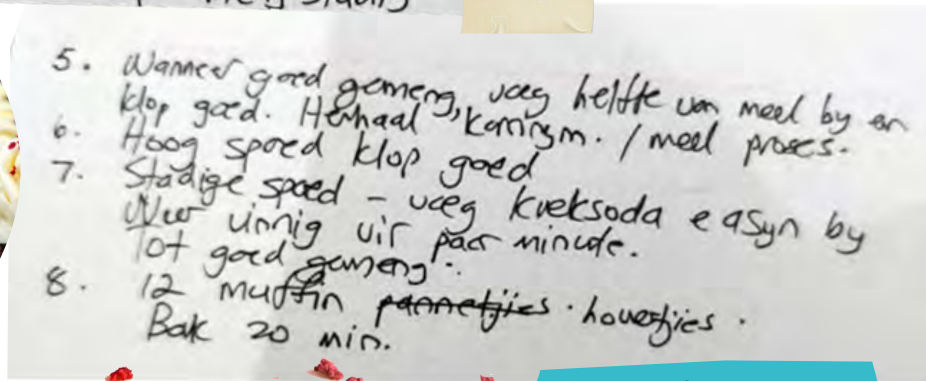 5. Wanneer goed gemeng, voeg helfte van meel by en
klop goed. Herhaal karringm. / meel proses.
6. Hoog spoed klop goed
7. Stadige spoed - voeg koeksoda e asyn by
Weer vinnig vir paar minute.
Tot goed gemeng.
8. 12 muffin pannetjies. houertjies.
Bak 20 min.